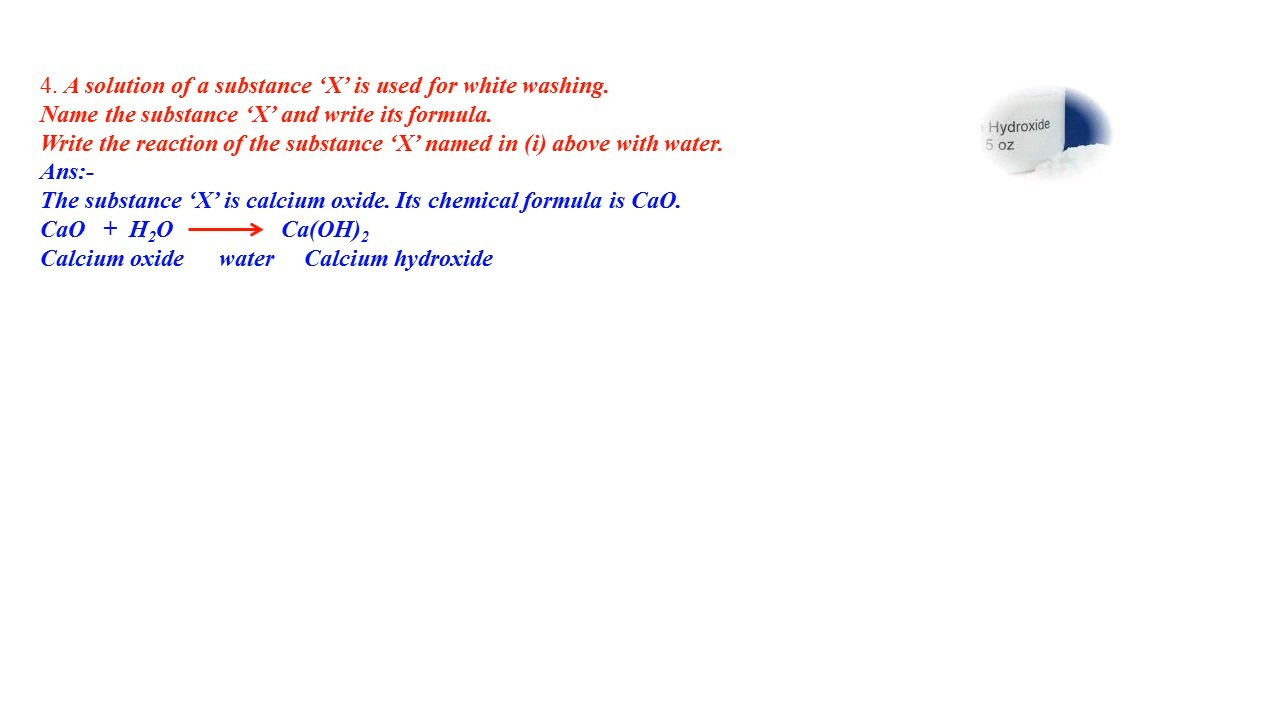 4. A solution of a substance ‘X’ is used for white washing.
Name the substance ‘X’ and write its formula.
Write the reaction of the substance ‘X’ named in (i) above with water.
Ans:-
The substance ‘X’ is calcium oxide. Its chemical formula is CaO.
CaO + H₂O ⟶ Ca(OH)₂
Calcium oxide water Calcium hydroxide
Hydroxide
5 oz